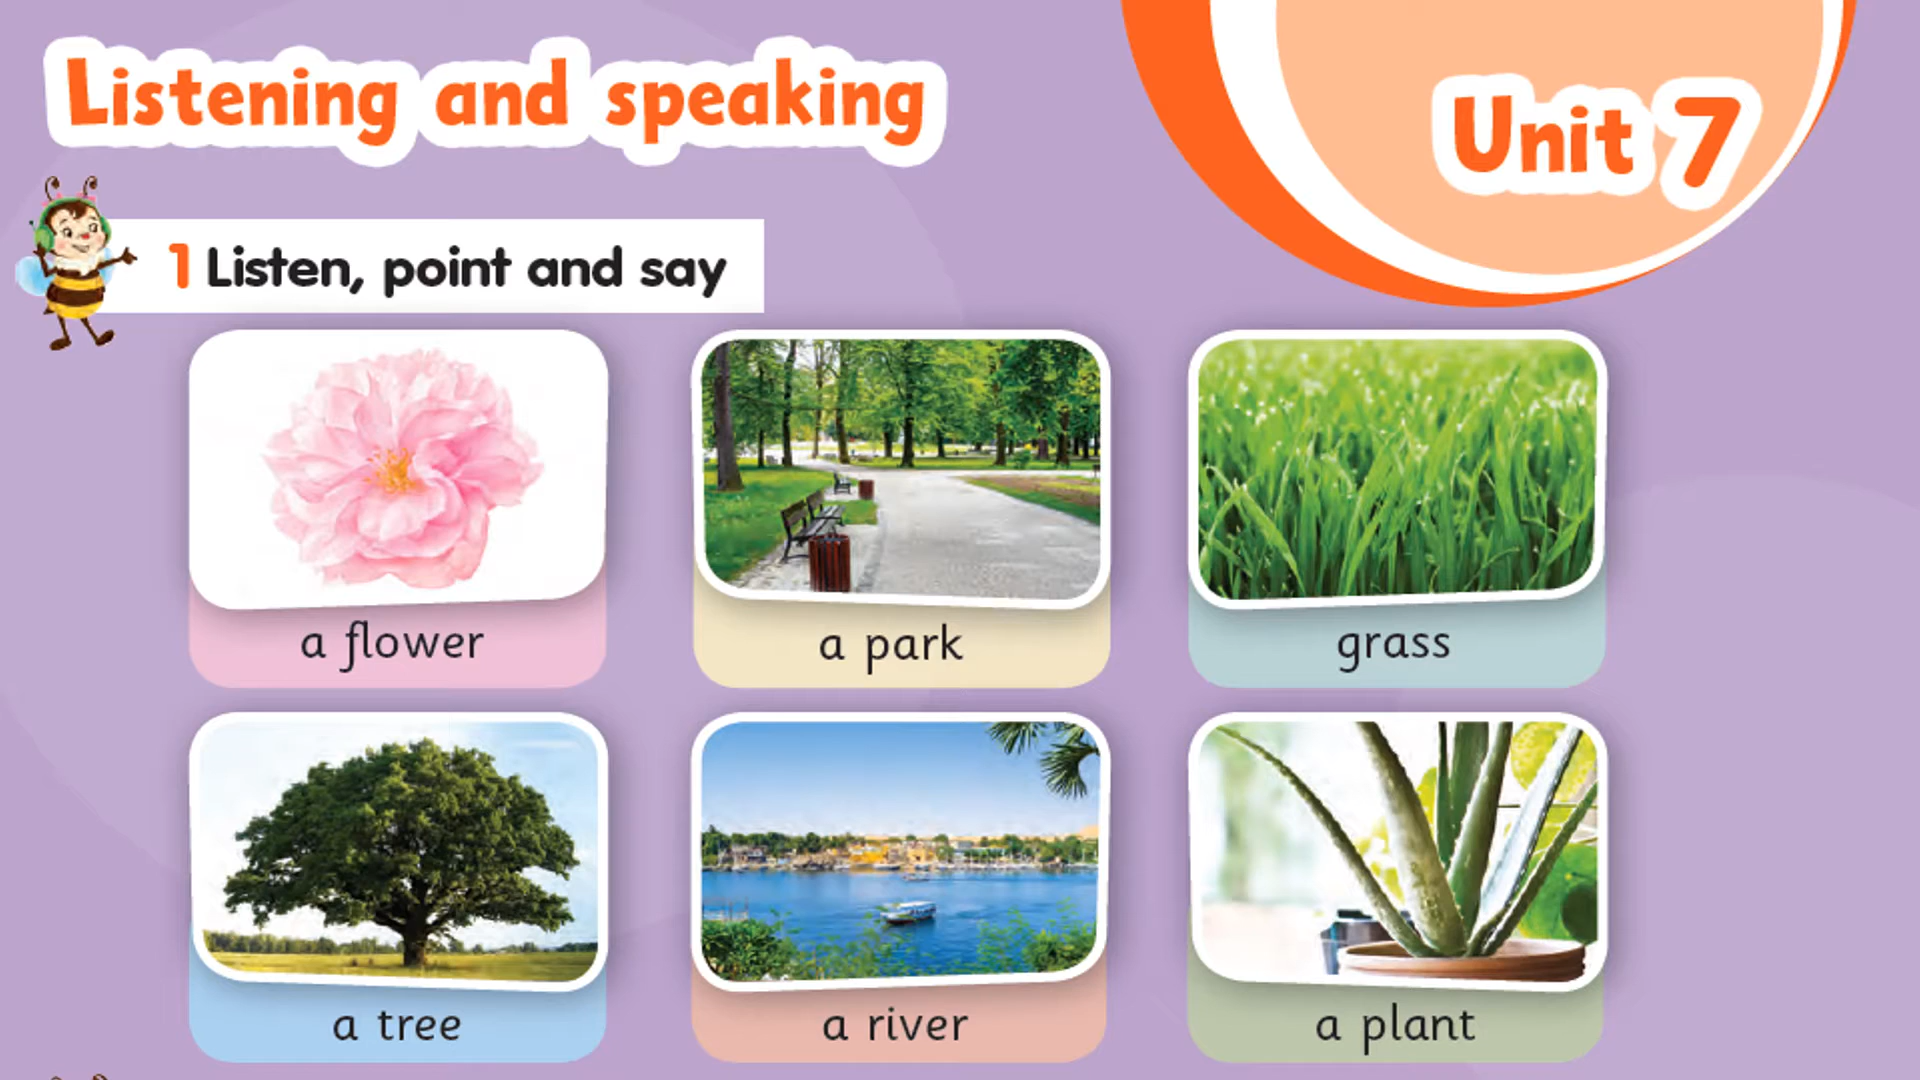 Listening and speaking
Unit 7
1 Listen, point and say
a flower
a park
grass
a tree
a river
a plant